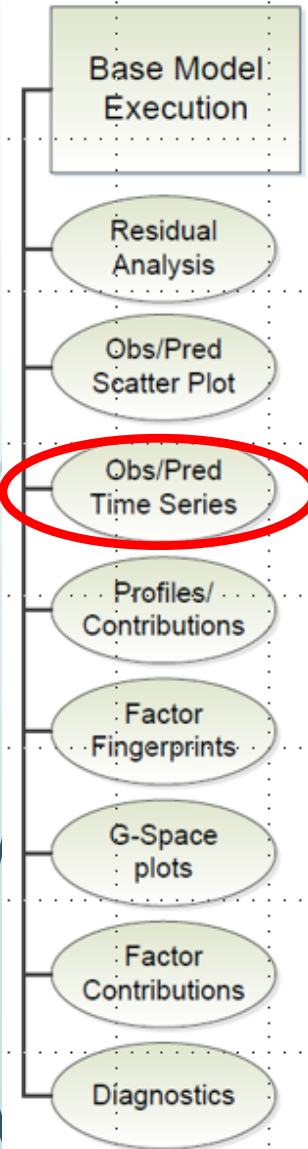 Base Model
Execution
Residual
Analysis
Obs/Pred
Scatter Plot
Obs/Pred
Time Series
Profiles/
Contributions
Factor
Fingerprints
G-Space
plots
Factor
Contributions
Diagnostics